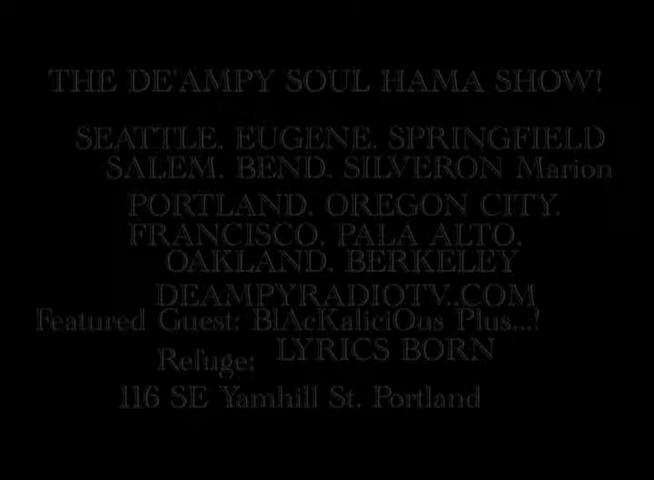 THE DE'AMPY SOUL HAMA SHOW!
SEATTLE. EUGENE. SPRINGFIELD
SALEM. BEND. SILVERON Marion
PORTLAND. OREGON CITY.
FRANCISCO. PALA ALTO.
OAKLAND. BERKELEY
DEAMPYRADIOTV..COM
Featured Guest: BlAcKaliciOus Plus...!
LYRICS BORN
Refuge:
116 SE Yamhill St. Portland